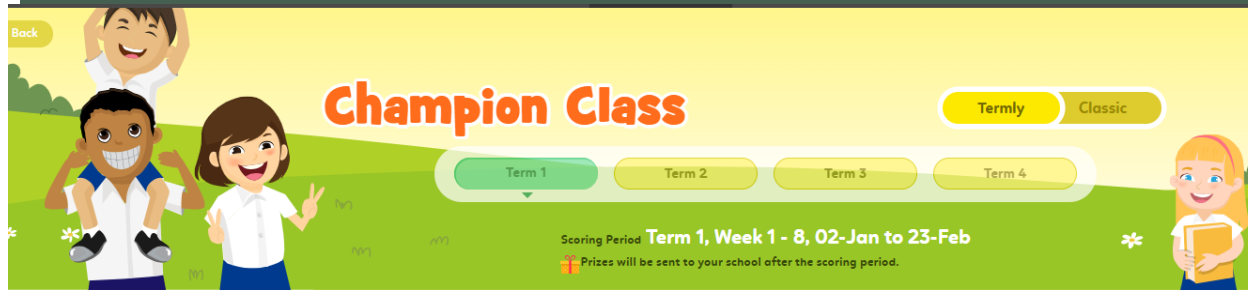 Back
Champion Class
Termly Classic
Term 1 Term 2 Term 3 Term 4
Scoring Period Term 1, Week 1 - 8, 02-Jan to 23-Feb
Prizes will be sent to your school after the scoring period.